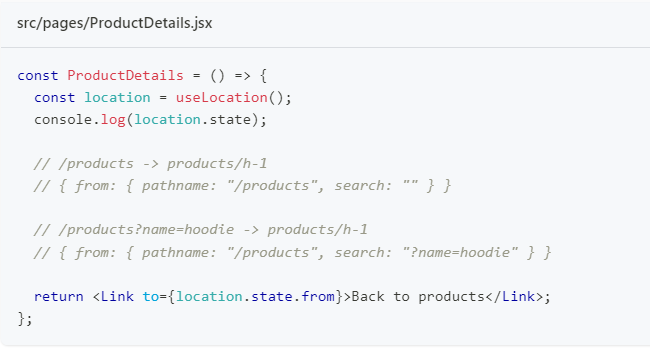 src/pages/ProductDetails.jsx
const ProductDetails = () => {
  const location = useLocation();
  console.log(location.state);
  // /products -> products/h-1
  // { from: { pathname: "/products", search: "" } }
  // /products?name=hoodie -> products/h-1
  // { from: { pathname: "/products", search: "?name=hoodie" } }
  return <Link to={location.state.from}>Back to products</Link>;
};